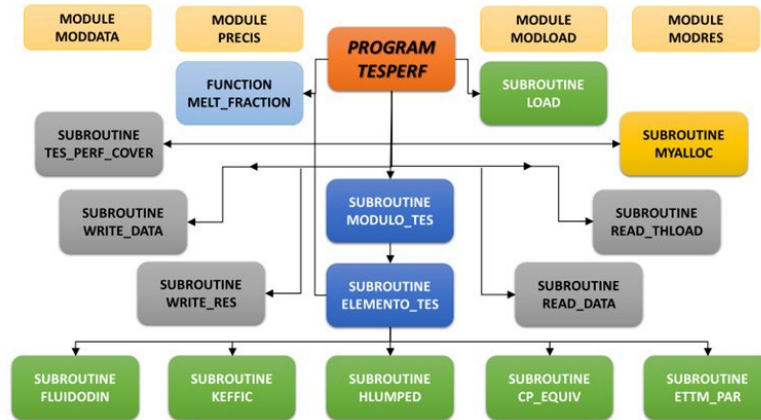 MODULE
MODDATA
MODULE
PRECIS
PROGRAM
TESPERF
MODULE
MODLOAD
MODULE
MODRES
FUNCTION
MELT_FRACTION
SUBROUTINE
LOAD
SUBROUTINE
TES_PERF_COVER
SUBROUTINE
MYALLOC
SUBROUTINE
WRITE_DATA
SUBROUTINE
MODULO_TES
SUBROUTINE
READ_THLOAD
SUBROUTINE
WRITE_RES
SUBROUTINE
ELEMENTO_TES
SUBROUTINE
READ_DATA
SUBROUTINE
FLUIDODIN
SUBROUTINE
KEFFIC
SUBROUTINE
HLUMPED
SUBROUTINE
CP_EQUIV
SUBROUTINE
ETTM_PAR